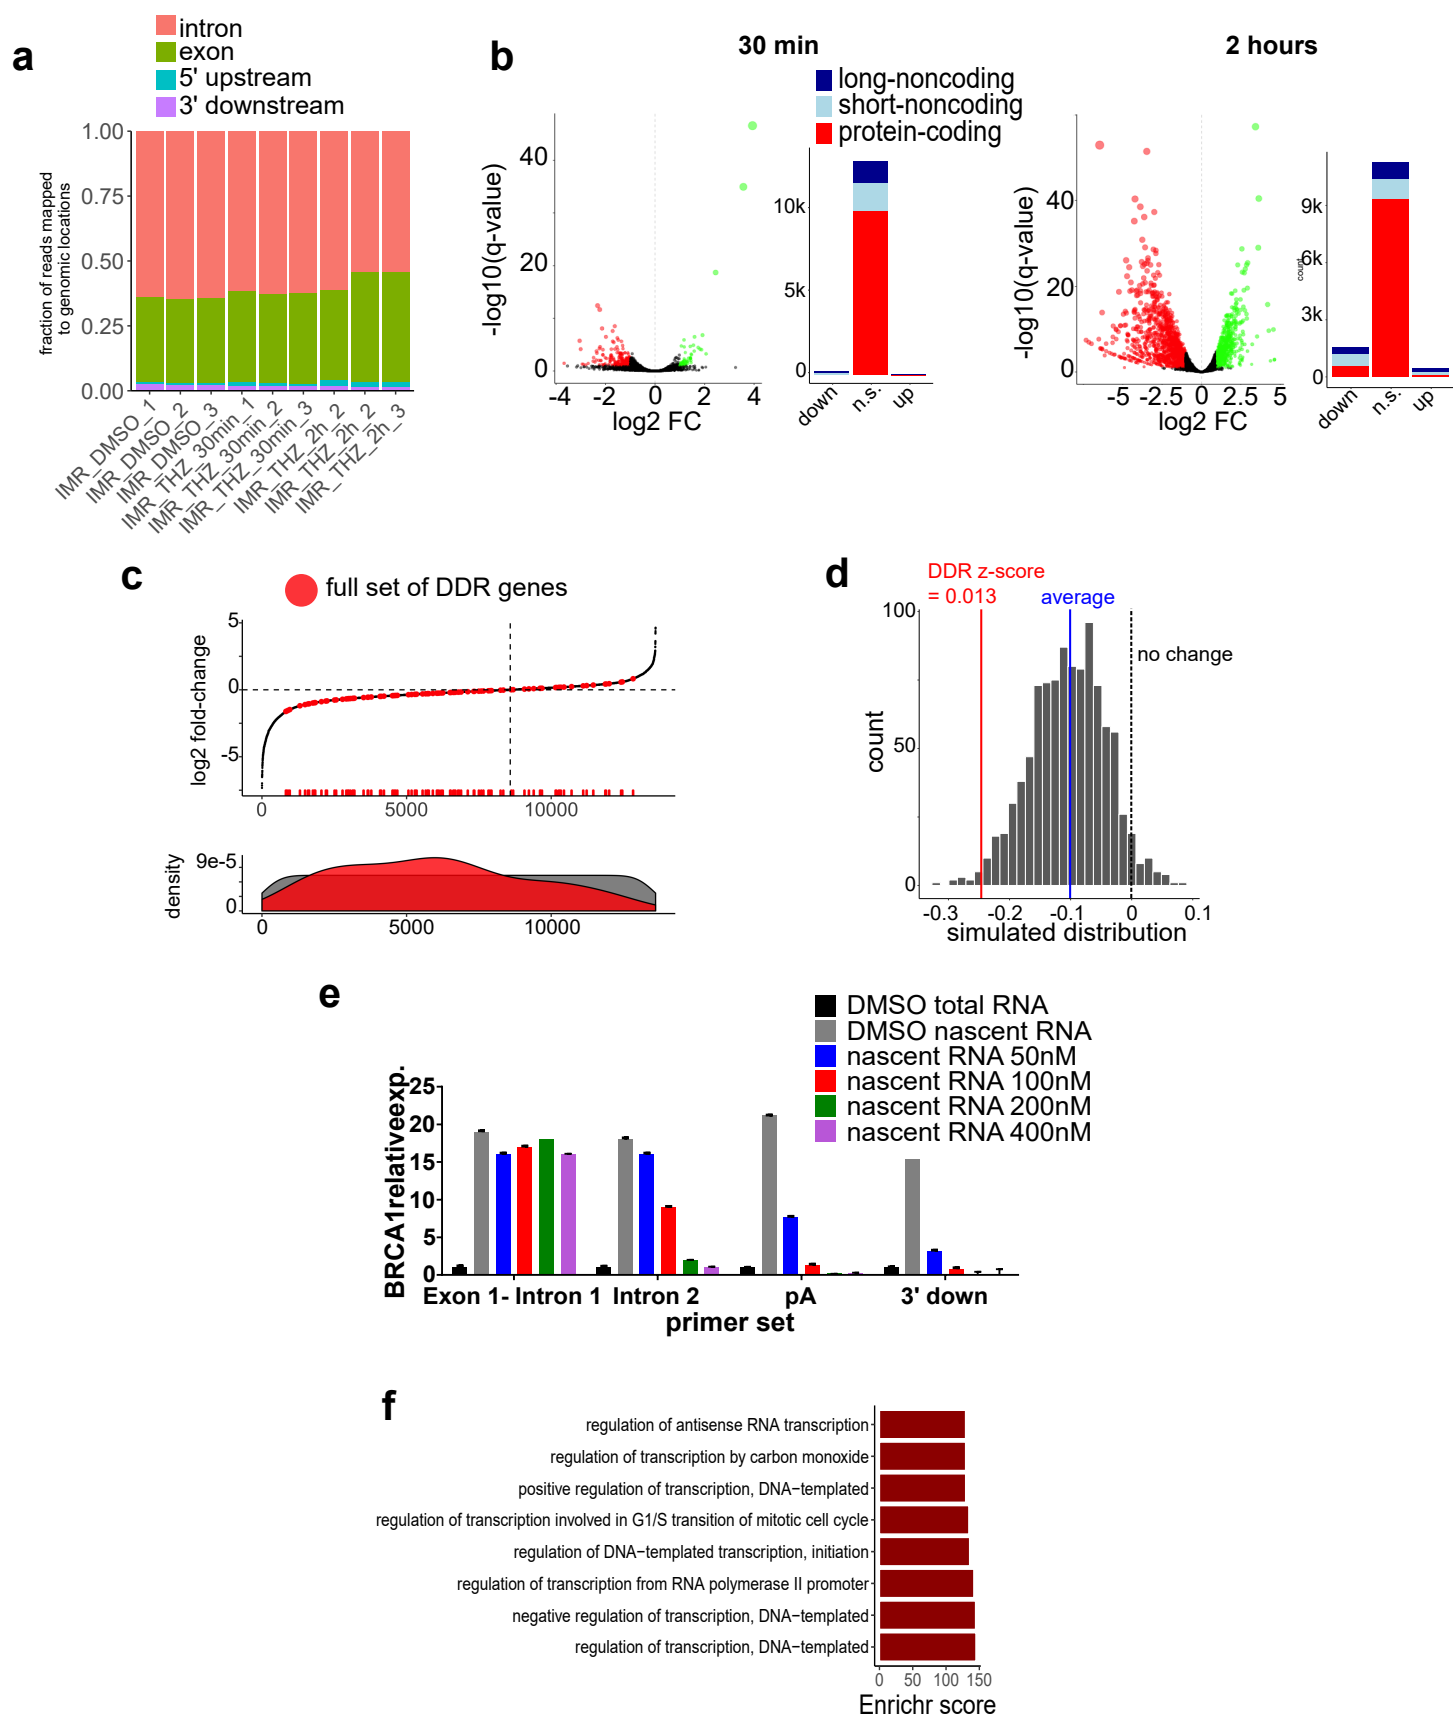 a
intron
exon
5' upstream
3' downstream
fraction of reads mapped
to genomic locations
1.00
0.75
0.50
0.25
0.00
IMR_DMSO_1
IMR_DMSO_2
IMR_DMSO_3
IMR_THZ_30min_1
IMR_THZ_30min_2
IMR_THZ_30min_3
IMR_THZ_2h_2
IMR_THZ_2h_2
IMR_THZ_2h_3
b
30 min
2 hours
long-noncoding
short-noncoding
protein-coding
-log10(q-value)
40
20
0
-4 -2 0 2 4
log2 FC
10k
5k
0
down n.s. up
-log10(q-value)
40
20
0
-5 -2.5 0 2.5 5
log2 FC
count
9k
6k
3k
0
down n.s. up
c
full set of DDR genes
log2 fold-change
5
0
-5
0 5000 10000
density
9e-5
0
0 5000 10000
d
DDR z-score
= 0.013
average
no change
count
100
50
0
-0.3 -0.2 -0.1 0 0.1
simulated distribution
e
DMSO total RNA
DMSO nascent RNA
nascent RNA 50nM
nascent RNA 100nM
nascent RNA 200nM
nascent RNA 400nM
BRCA1relativeexp.
25
20
15
10
5
0
Exon 1- Intron 1 Intron 2 pA 3' down
primer set
f
regulation of antisense RNA transcription
regulation of transcription by carbon monoxide
positive regulation of transcription, DNA−templated
regulation of transcription involved in G1/S transition of mitotic cell cycle
regulation of DNA−templated transcription, initiation
regulation of transcription from RNA polymerase II promoter
negative regulation of transcription, DNA−templated
regulation of transcription, DNA−templated
0 50 100 150
Enrichr score